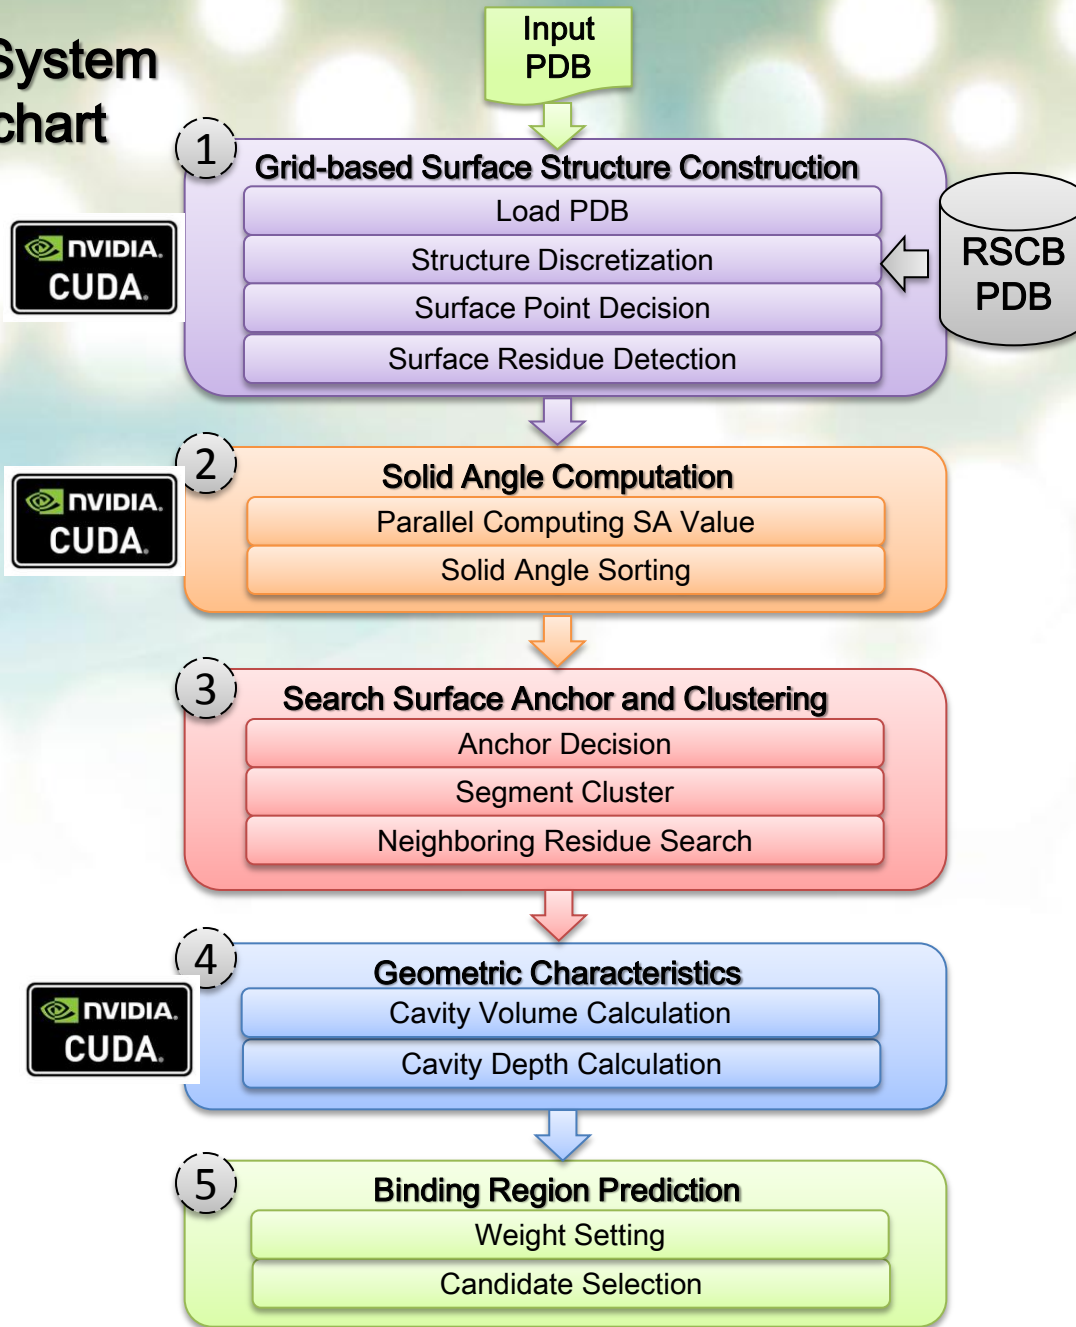 System
chart
Input
PDB
1
Grid-based Surface Structure Construction
Load PDB
Structure Discretization
Surface Point Decision
Surface Residue Detection
NVIDIA.
CUDA.
RSCB
PDB
2
Solid Angle Computation
Parallel Computing SA Value
Solid Angle Sorting
NVIDIA.
CUDA.
3
Search Surface Anchor and Clustering
Anchor Decision
Segment Cluster
Neighboring Residue Search
4
Geometric Characteristics
Cavity Volume Calculation
Cavity Depth Calculation
NVIDIA.
CUDA.
5
Binding Region Prediction
Weight Setting
Candidate Selection